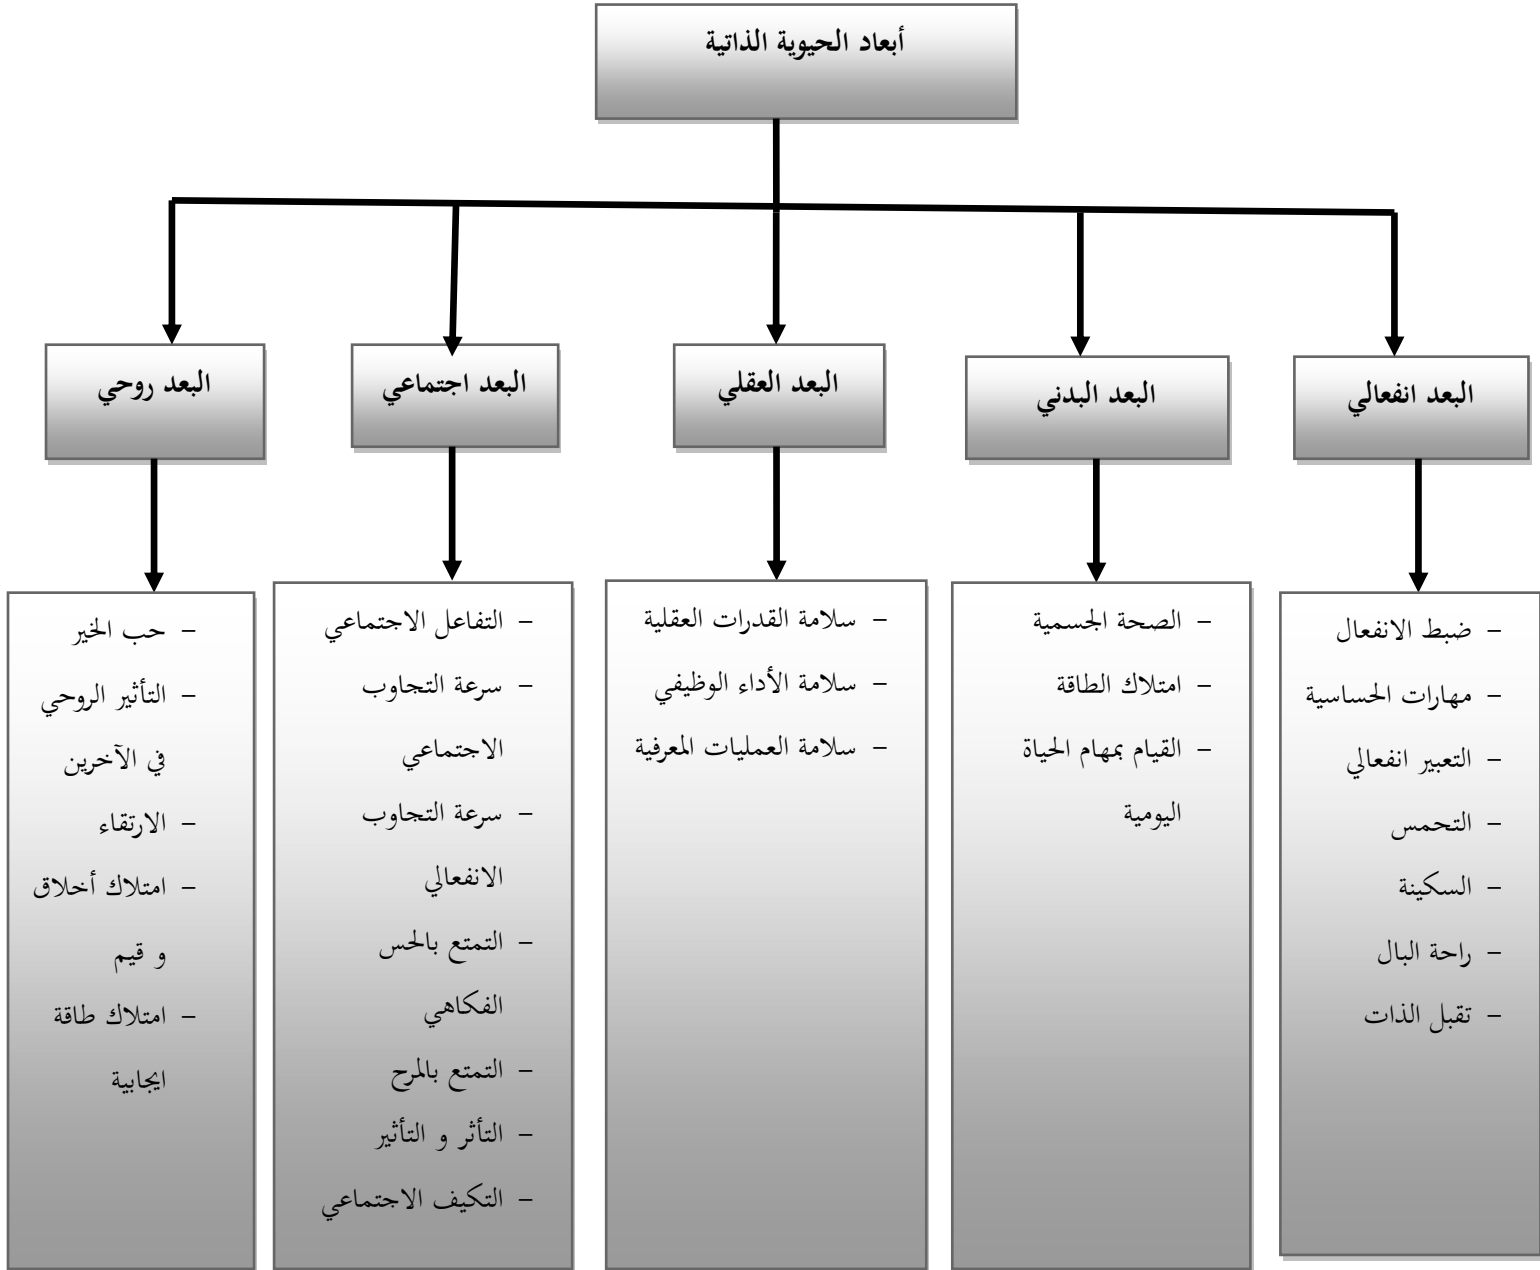 أبعاد الحيوية الذاتية
البعد انفعالي
البعد البدني
البعد العقلي
البعد اجتماعي
البعد روحي
- ضبط الانفعال
- مهارات الحساسية
- التعبير انفعالي
- التحمس
- السكينة
- راحة البال
- تقبل الذات
- الصحة الجسمية
- امتلاك الطاقة
- القيام بمهام الحياة
اليومية
- سلامة القدرات العقلية
- سلامة الأداء الوظيفي
- سلامة العمليات المعرفية
- التفاعل الاجتماعي
- سرعة التجاوب
الاجتماعي
- سرعة التجاوب
الانفعالي
- التمتع بالحس
الفكاهي
- التمتع بالمرح
- التأثر و التأثير
- التكيف الاجتماعي
- حب الخير
- التأثير الروحي
في الآخرين
- الارتقاء
- امتلاك أخلاق
و قيم
- امتلاك طاقة
ايجابية